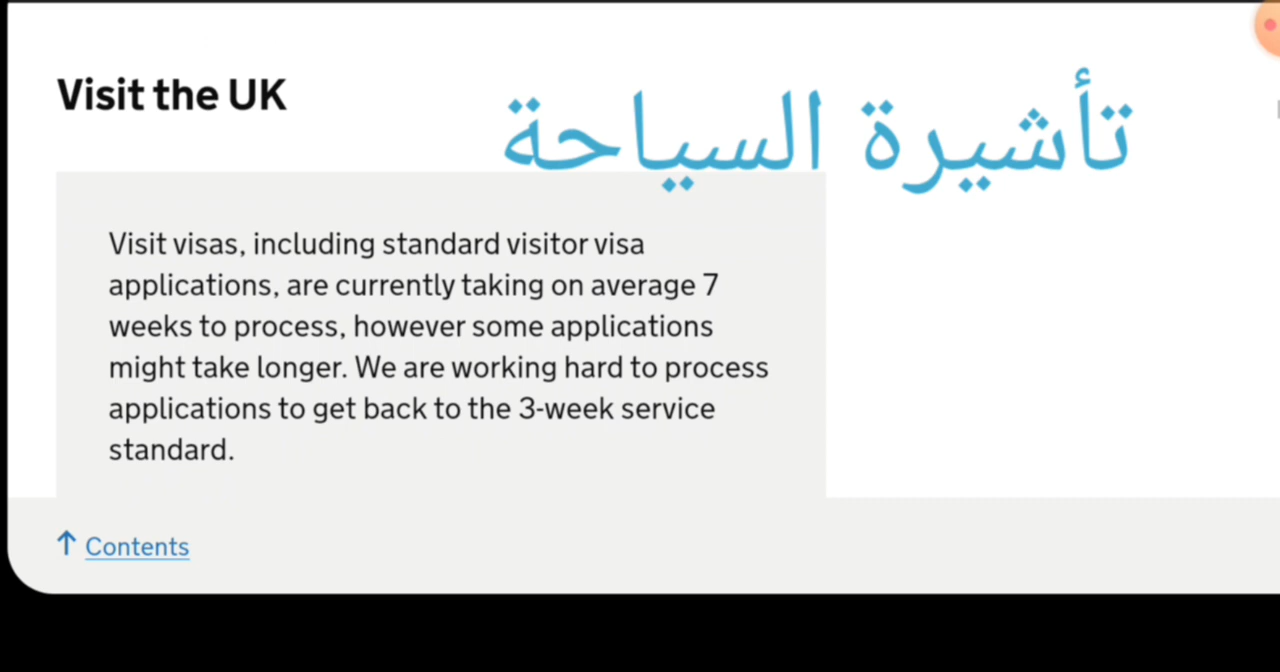 Visit the UK
تأشيرة السياحة
Visit visas, including standard visitor visa
applications, are currently taking on average 7
weeks to process, however some applications
might take longer. We are working hard to process
applications to get back to the 3-week service
standard.
↑ Contents